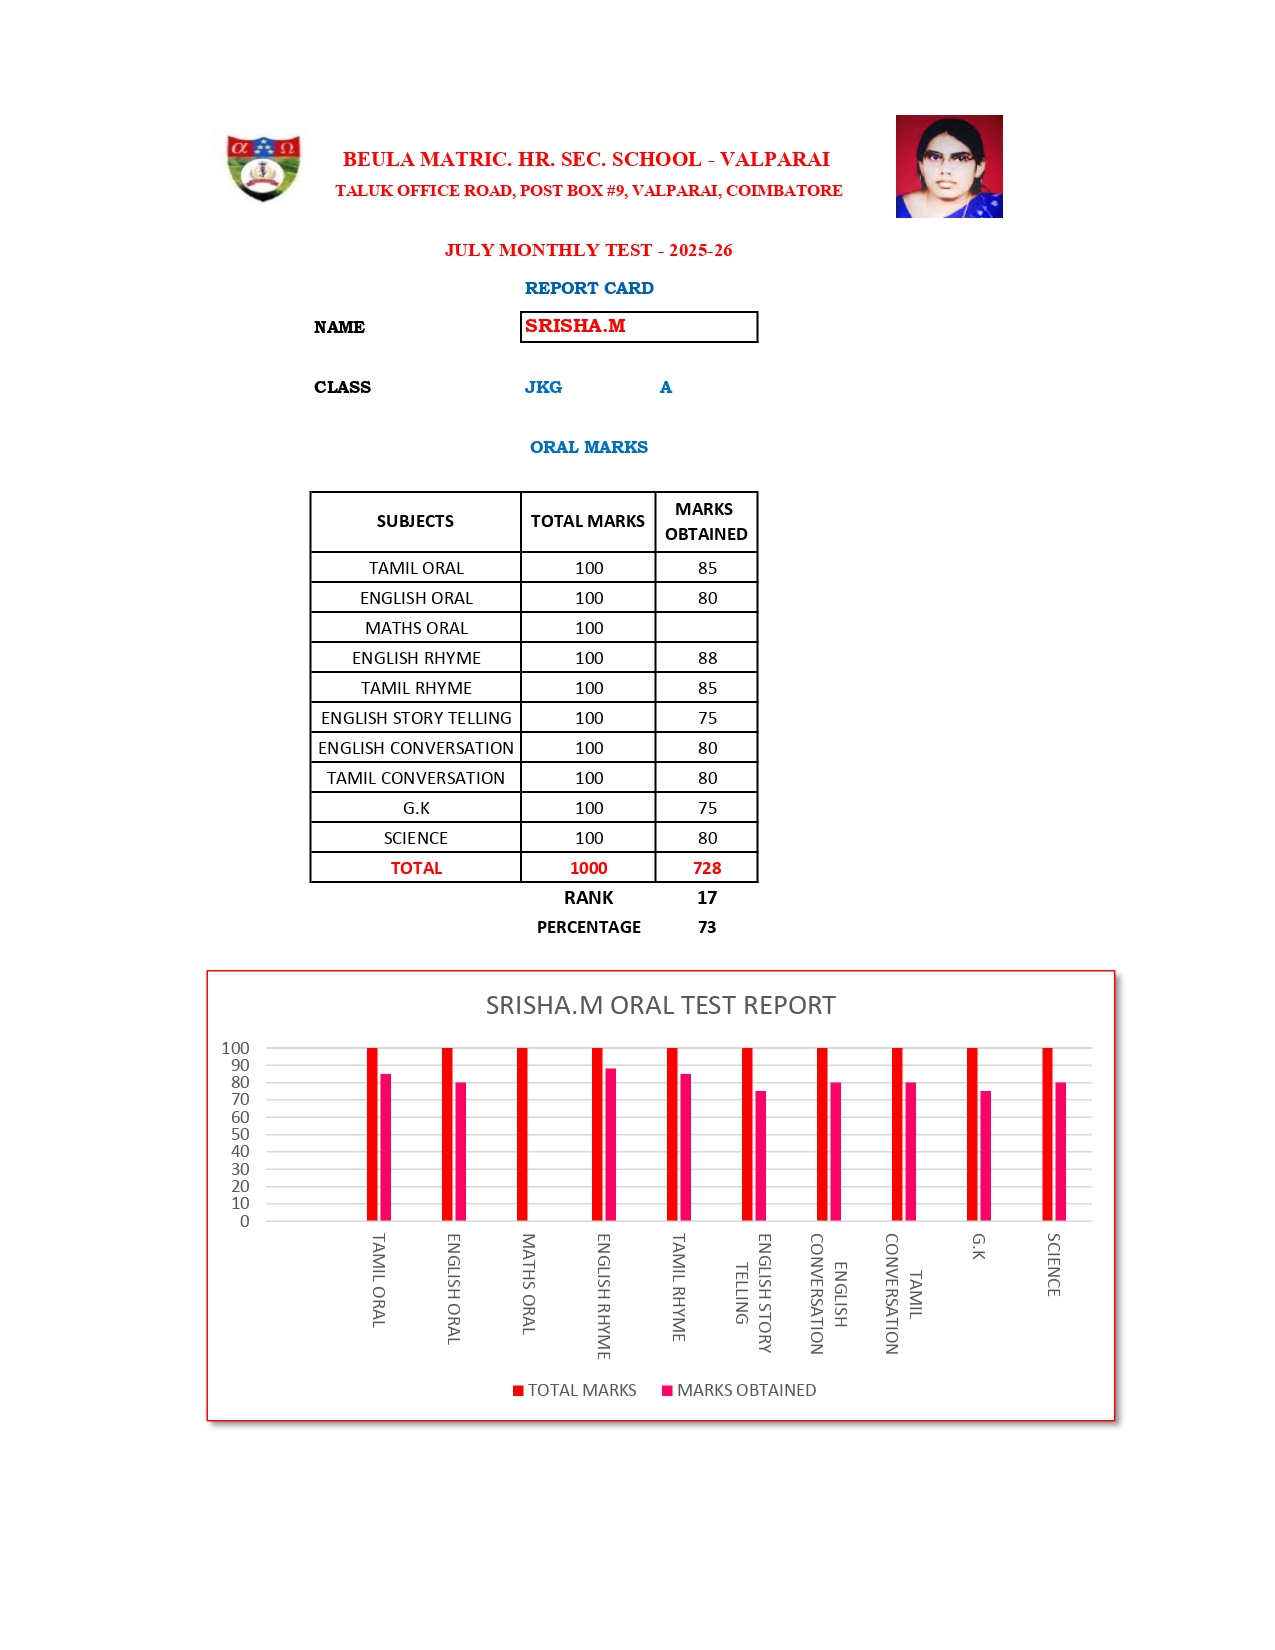 α Ω
BEULA MATRIC. HR. SEC. SCHOOL - VALPARAI
TALUK OFFICE ROAD, POST BOX #9, VALPARAI, COIMBATORE
JULY MONTHLY TEST - 2025-26
REPORT CARD
NAME SRISHA.M
CLASS JKG A
ORAL MARKS
SUBJECTS TOTAL MARKS MARKS OBTAINED
TAMIL ORAL 100 85
ENGLISH ORAL 100 80
MATHS ORAL 100
ENGLISH RHYME 100 88
TAMIL RHYME 100 85
ENGLISH STORY TELLING 100 75
ENGLISH CONVERSATION 100 80
TAMIL CONVERSATION 100 80
G.K 100 75
SCIENCE 100 80
TOTAL 1000 728
RANK 17
PERCENTAGE 73
SRISHA.M ORAL TEST REPORT
100
90
80
70
60
50
40
30
20
10
0
TAMIL ORAL
ENGLISH ORAL
MATHS ORAL
ENGLISH RHYME
TAMIL RHYME
ENGLISH STORY
TELLING
ENGLISH
CONVERSATION
TAMIL
CONVERSATION
G.K
SCIENCE
TOTAL MARKS MARKS OBTAINED